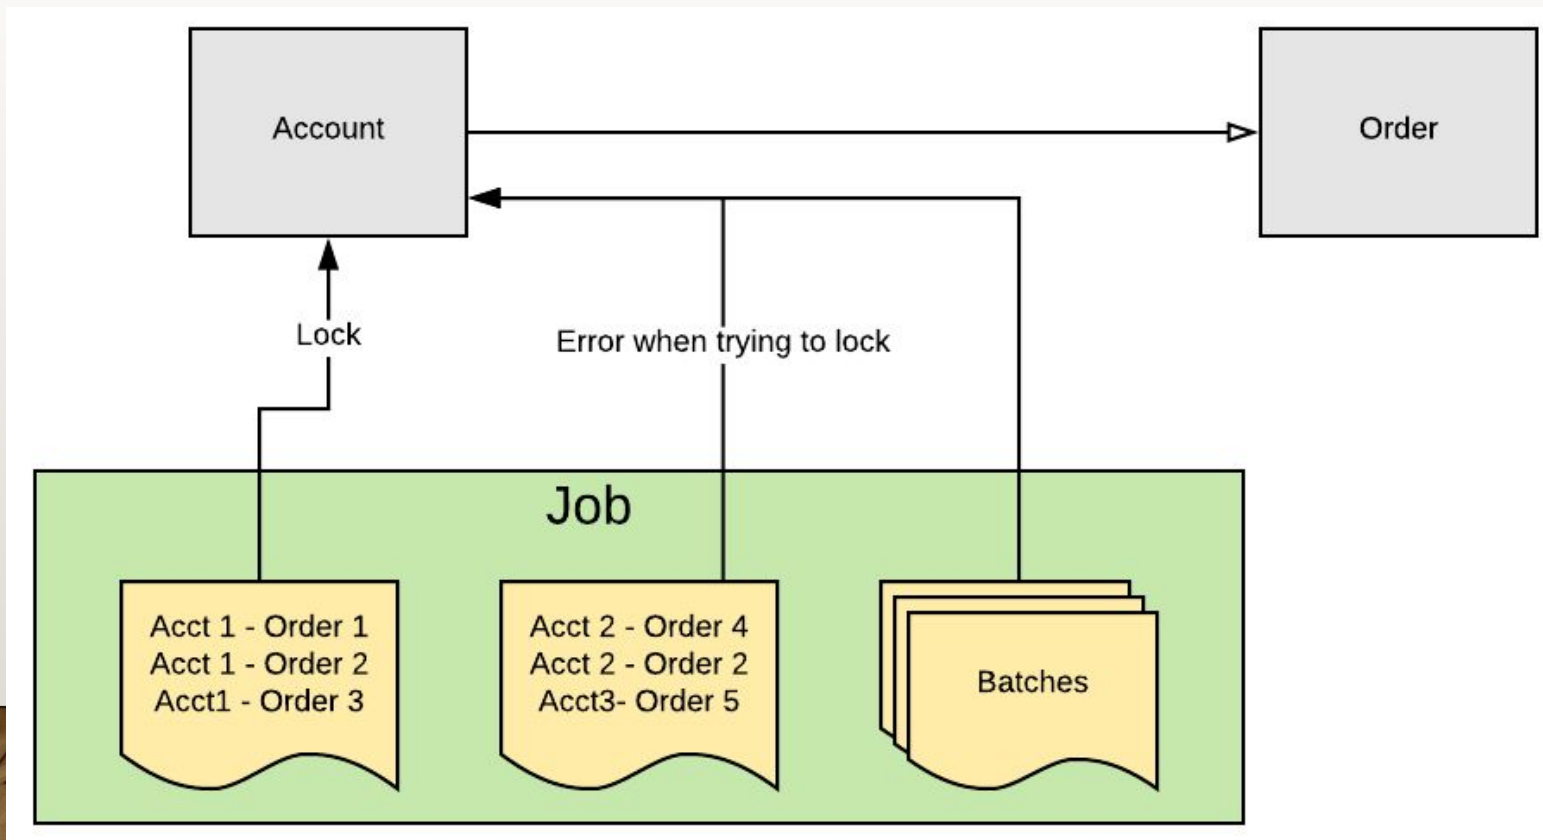 Account
Order
Lock
Error when trying to lock
Job
Acct 1 - Order 1
Acct 1 - Order 2
Acct1 - Order 3
Acct 2 - Order 4
Acct 2 - Order 2
Acct3- Order 5
Batches